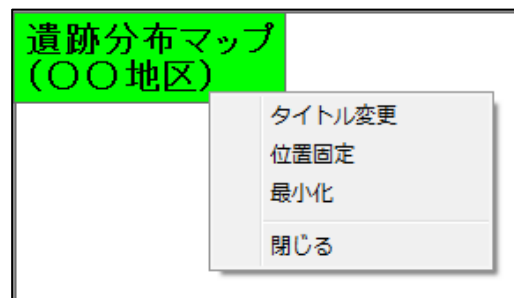 遺跡分布マップ
(〇〇地区)
タイトル変更
位置固定
最小化
閉じる